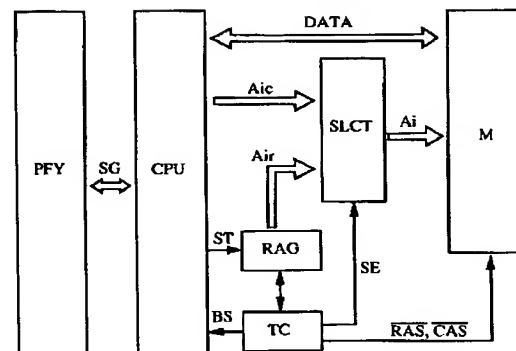 DATA
Aic
SLCT
Ai
M
PFY
SG
CPU
Air
ST
RAG
SE
BS
TC
RAS, CAS